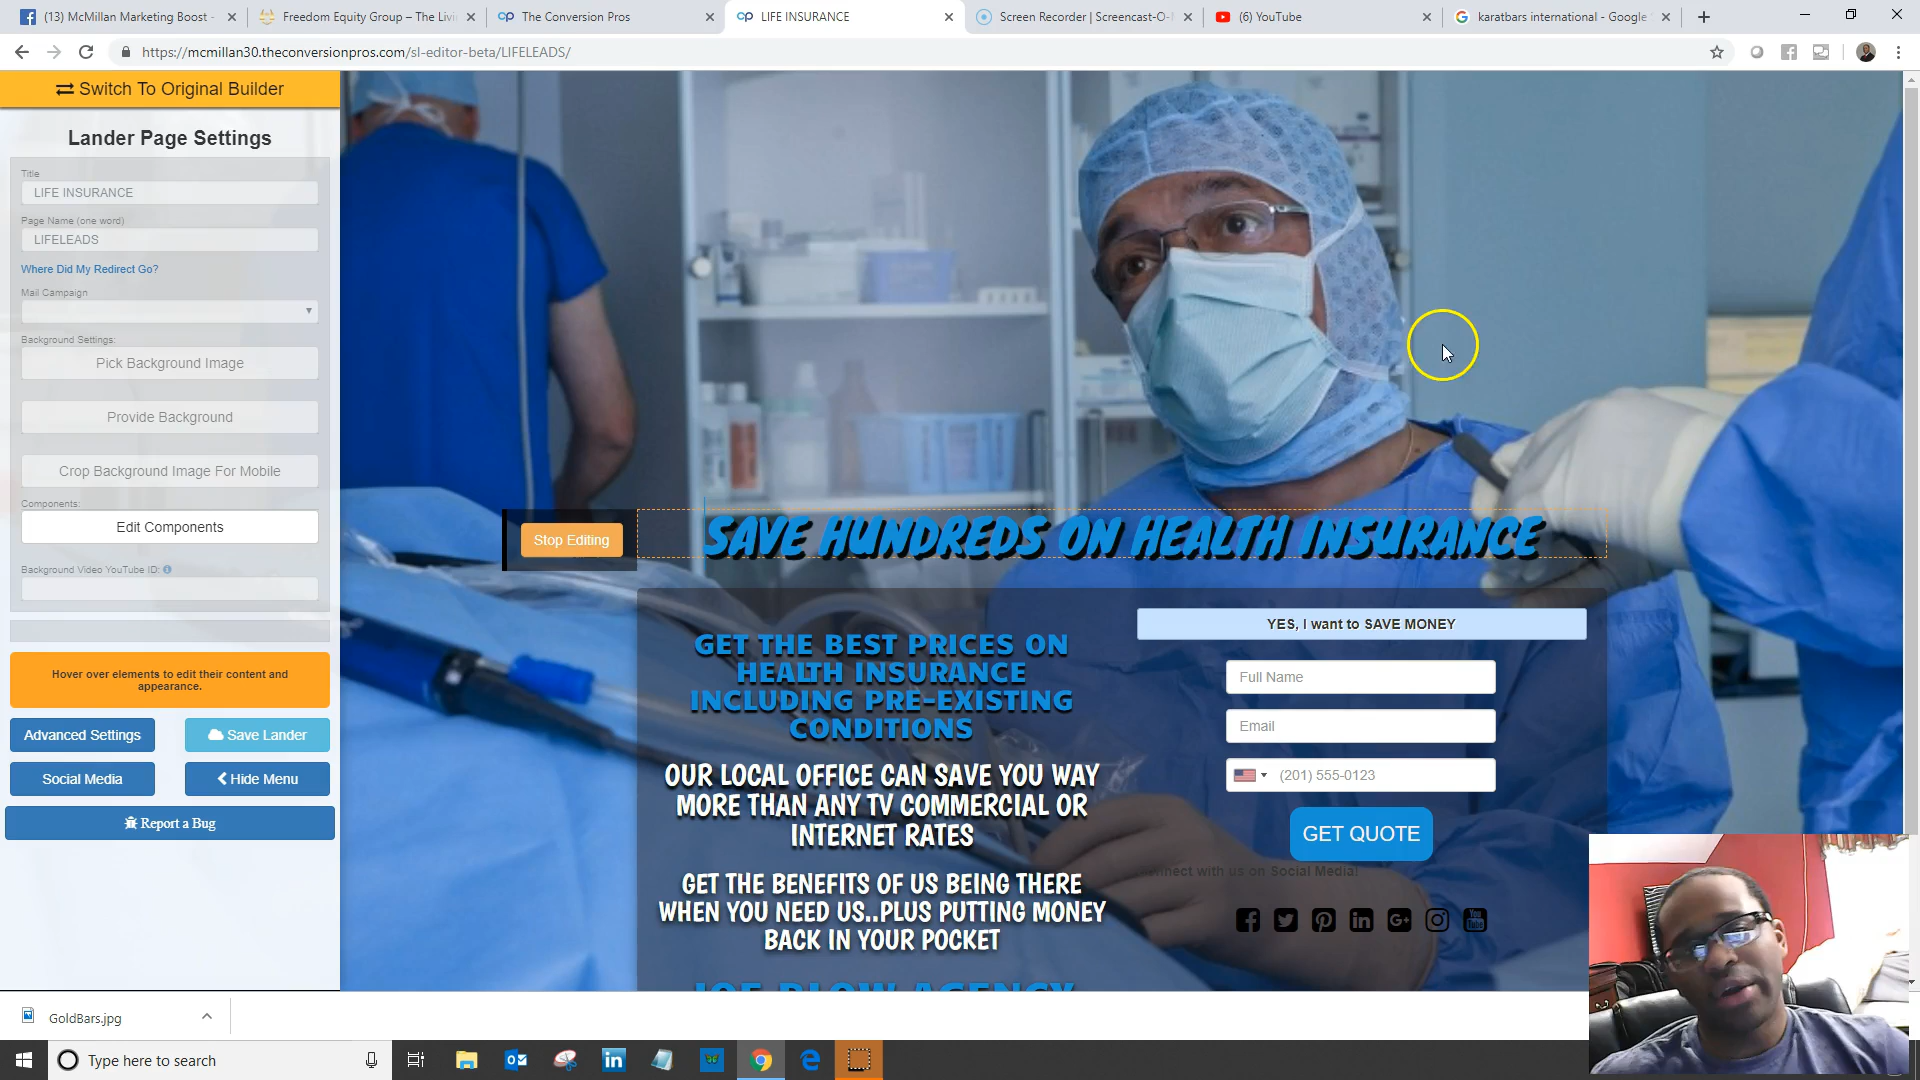 (13) McMillan Marketing Boost -
Freedom Equity Group – The Livi
The Conversion Pros
LIFE INSURANCE
Screen Recorder | Screencast-O-
(6) YouTube
karatbars international - Google
https://mcmillan30.theconversionpros.com/sl-editor-beta/LIFELEADS/
Switch To Original Builder
Lander Page Settings
Title
LIFE INSURANCE
Page Name (one word)
LIFELEADS
Where Did My Redirect Go?
Mail Campaign
Background Settings:
Pick Background Image
Provide Background
Crop Background Image For Mobile
Components:
Edit Components
Background Video YouTube ID:
Hover over elements to edit their content and
appearance.
Advanced Settings
Save Lander
Social Media
Hide Menu
Report a Bug
Stop Editing
SAVE HUNDREDS ON HEALTH INSURANCE
GET THE BEST PRICES ON
HEALTH INSURANCE
INCLUDING PRE-EXISTING
CONDITIONS
OUR LOCAL OFFICE CAN SAVE YOU WAY
MORE THAN ANY TV COMMERCIAL OR
INTERNET RATES
GET THE BENEFITS OF US BEING THERE
WHEN YOU NEED US..PLUS PUTTING MONEY
BACK IN YOUR POCKET
JOE BLOW AGENCY
YES, I want to SAVE MONEY
Full Name
Email
(201) 555-0123
GET QUOTE
with us on Social Media!
GoldBars.jpg
Type here to search